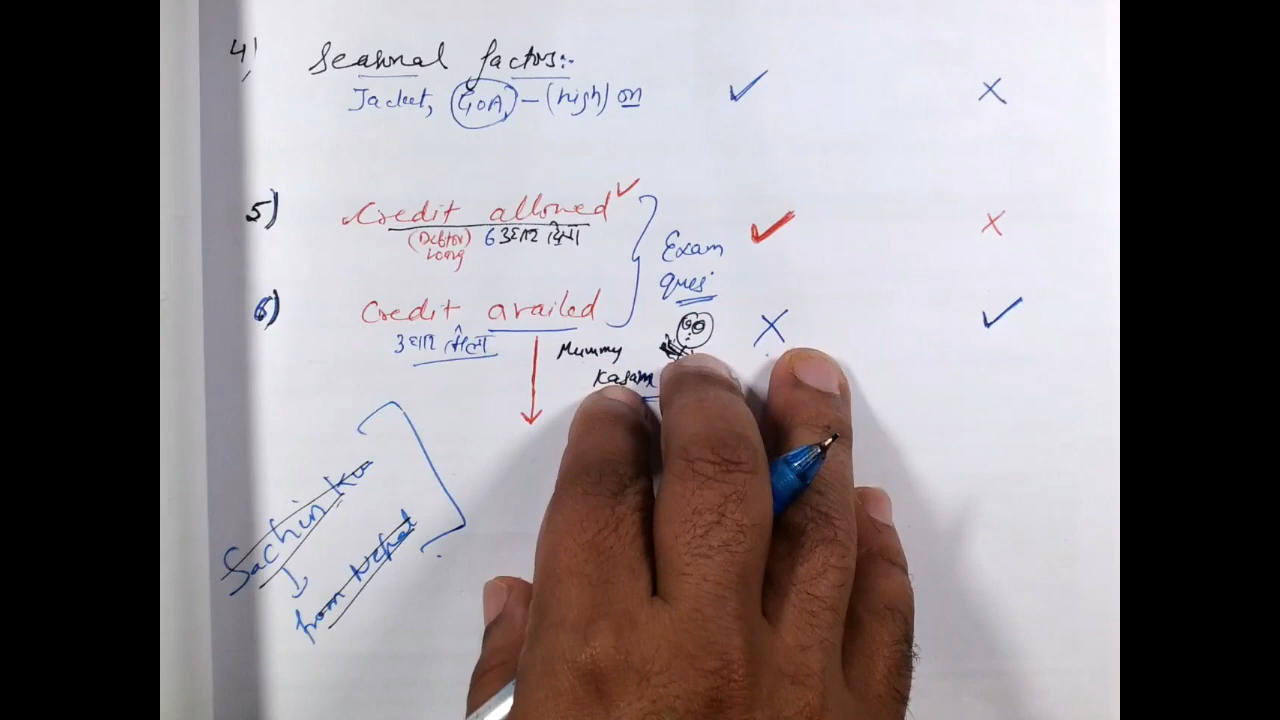 4) Seasonal factors:-
Jacket, GOA, - (high) on ✓ ✗
5) Credit allowed ✓ ✓ ✗
(Debtor) उधार दिया
Long
Exam
ques
6) Credit availed ✗ ✓
उधार लेना
Mummy
Kasam
Sachin Ku
from Nepal